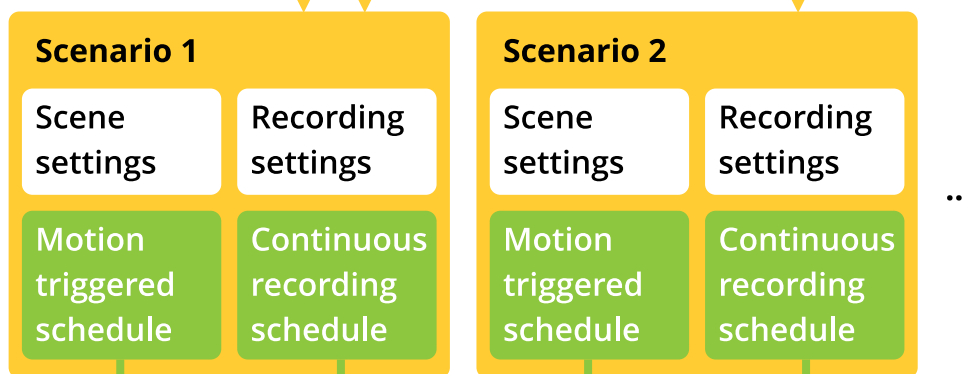 Scenario 1
Scene
settings
Recording
settings
Motion
triggered
schedule
Continuous
recording
schedule
Scenario 2
Scene
settings
Recording
settings
Motion
triggered
schedule
Continuous
recording
schedule
..